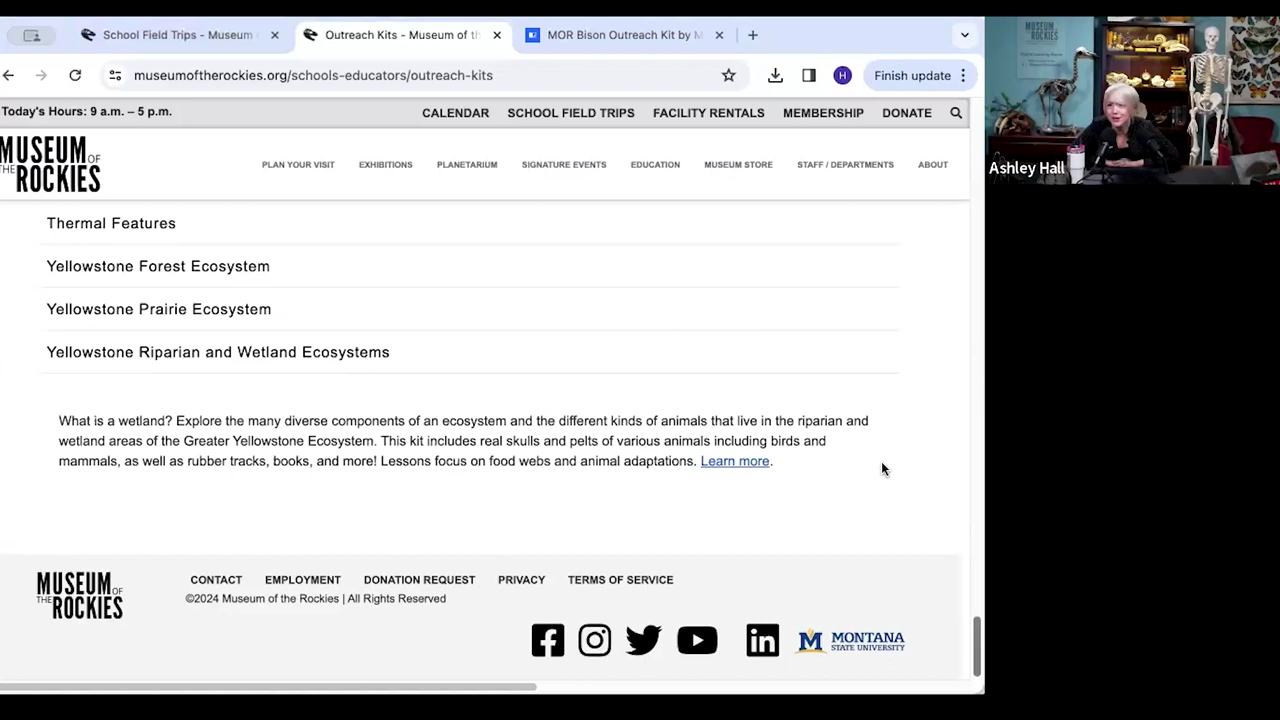 School Field Trips - Museum
Outreach Kits - Museum of th
MOR Bison Outreach Kit by M
museumoftherockies.org/schools-educators/outreach-kits
H
Finish update
Today's Hours: 9 a.m. – 5 p.m.
CALENDAR
SCHOOL FIELD TRIPS
FACILITY RENTALS
MEMBERSHIP
DONATE
MUSEUM OF
THE ROCKIES
PLAN YOUR VISIT
EXHIBITIONS
PLANETARIUM
SIGNATURE EVENTS
EDUCATION
MUSEUM STORE
STAFF / DEPARTMENTS
ABOUT
Thermal Features
Yellowstone Forest Ecosystem
Yellowstone Prairie Ecosystem
Yellowstone Riparian and Wetland Ecosystems
What is a wetland? Explore the many diverse components of an ecosystem and the different kinds of animals that live in the riparian and
wetland areas of the Greater Yellowstone Ecosystem. This kit includes real skulls and pelts of various animals including birds and
mammals, as well as rubber tracks, books, and more! Lessons focus on food webs and animal adaptations. Learn more.
MUSEUM OF
THE ROCKIES
CONTACT
EMPLOYMENT
DONATION REQUEST
PRIVACY
TERMS OF SERVICE
©2024 Museum of the Rockies | All Rights Reserved
in
M MONTANA
STATE UNIVERSITY
MUSEUM OF
THE ROCKIES
Ashley Hall